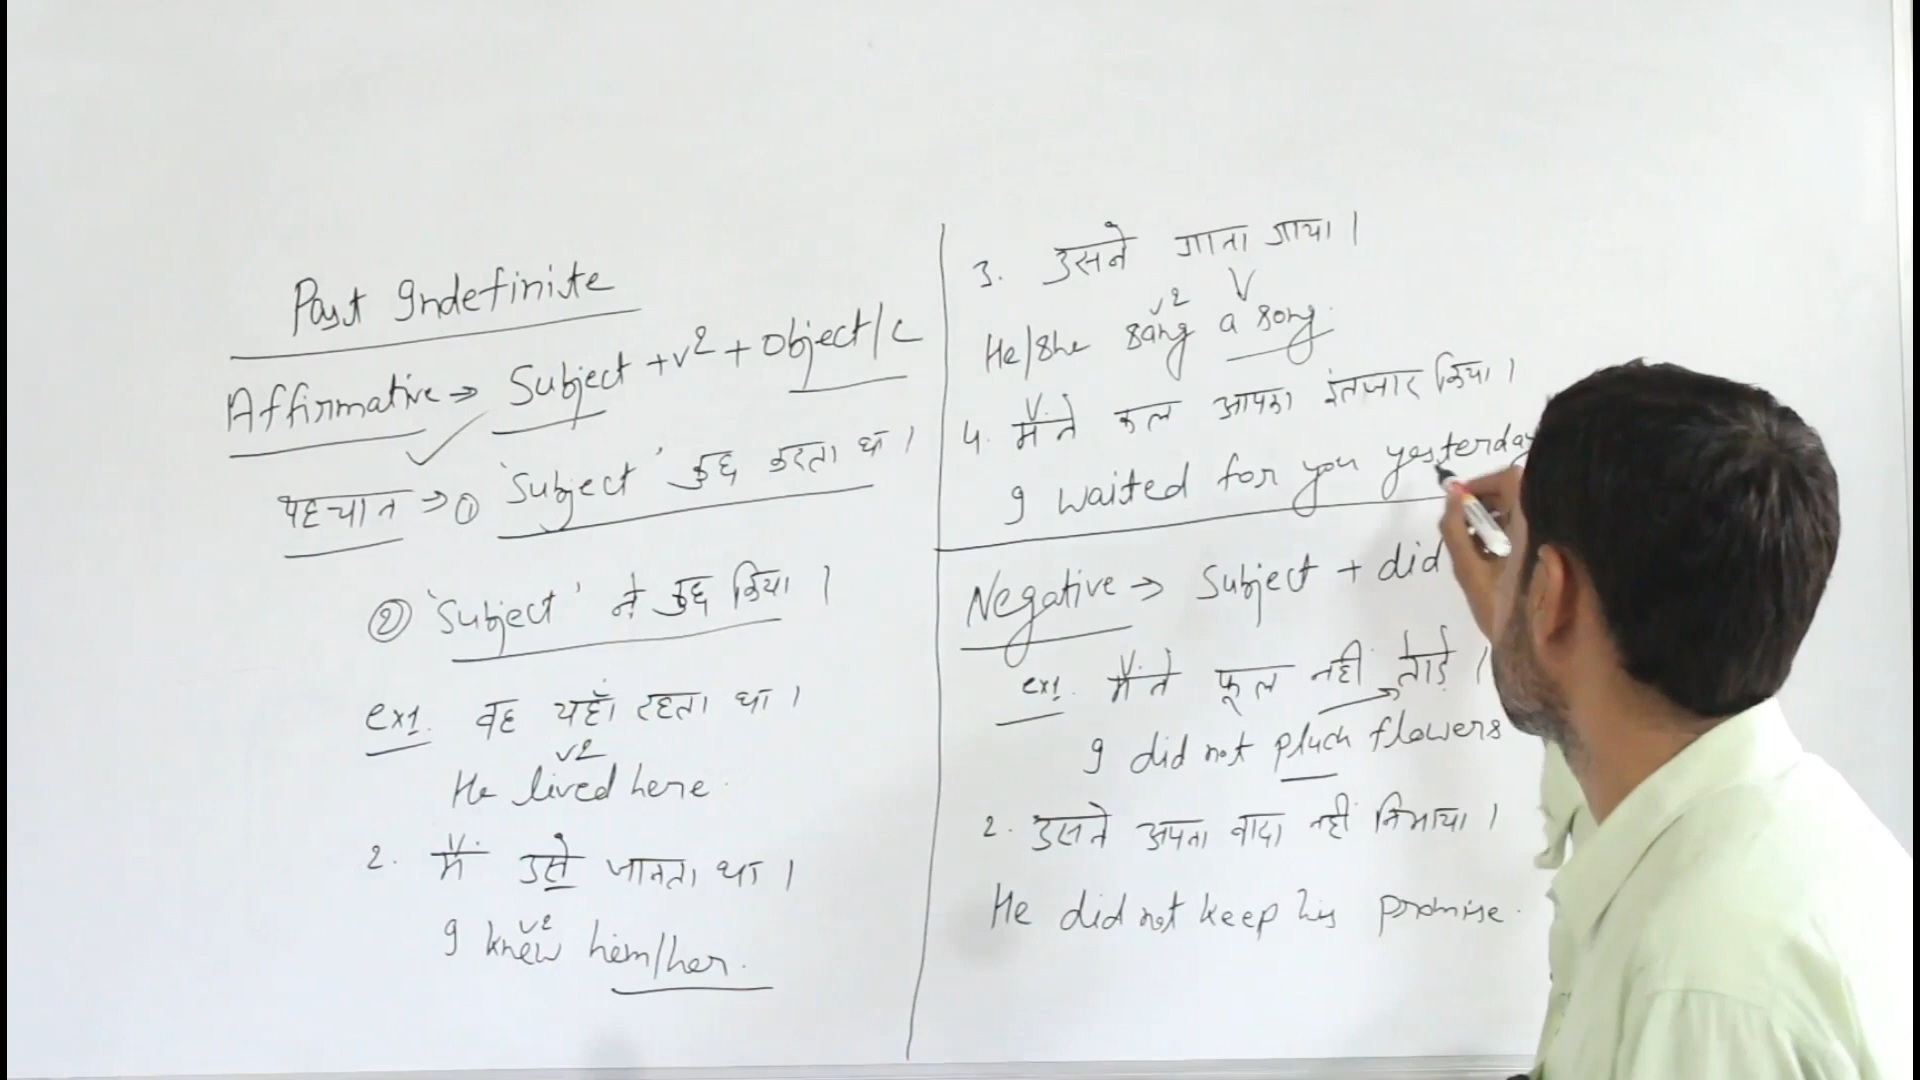 Past Indefinite
Affirmative → Subject + v2 + object/c
पहचान ⇒ ① 'Subject' कुछ करता था।
② 'Subject' ने कुछ किया।
ex1. वह यहाँ रहता था।
v2
He lived here.
2. मैं उसे जानता था।
v2
I knew him/her.
3. उसने गाना गाया।
v2 V
He/she sang a song.
4. मैंने कल आपका इंतजार किया।
I waited for you yesterday
Negative → Subject + did
ex1. मैंने फूल नहीं तोड़े।
I did not pluck flowers
2. उसने अपना वादा नहीं निभाया।
He did not keep his promise.